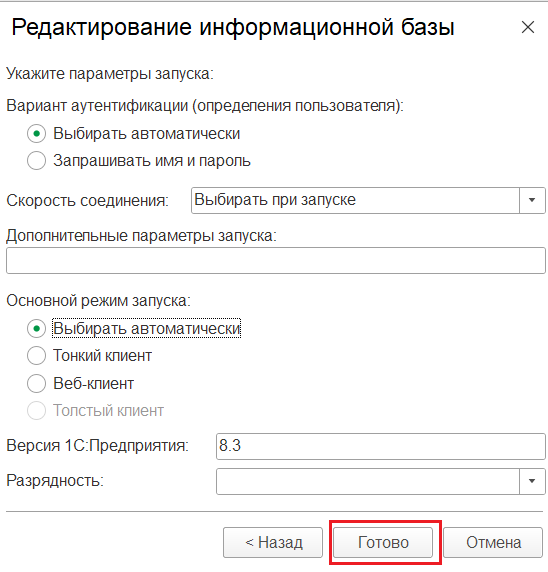 Редактирование информационной базы
Укажите параметры запуска:
Вариант аутентификации (определения пользователя):
Выбирать автоматически
Запрашивать имя и пароль
Скорость соединения: Выбирать при запуске
Дополнительные параметры запуска:
Основной режим запуска:
Выбирать автоматически
Тонкий клиент
Веб-клиент
Толстый клиент
Версия 1С:Предприятия: 8.3
Разрядность:
< Назад Готово Отмена